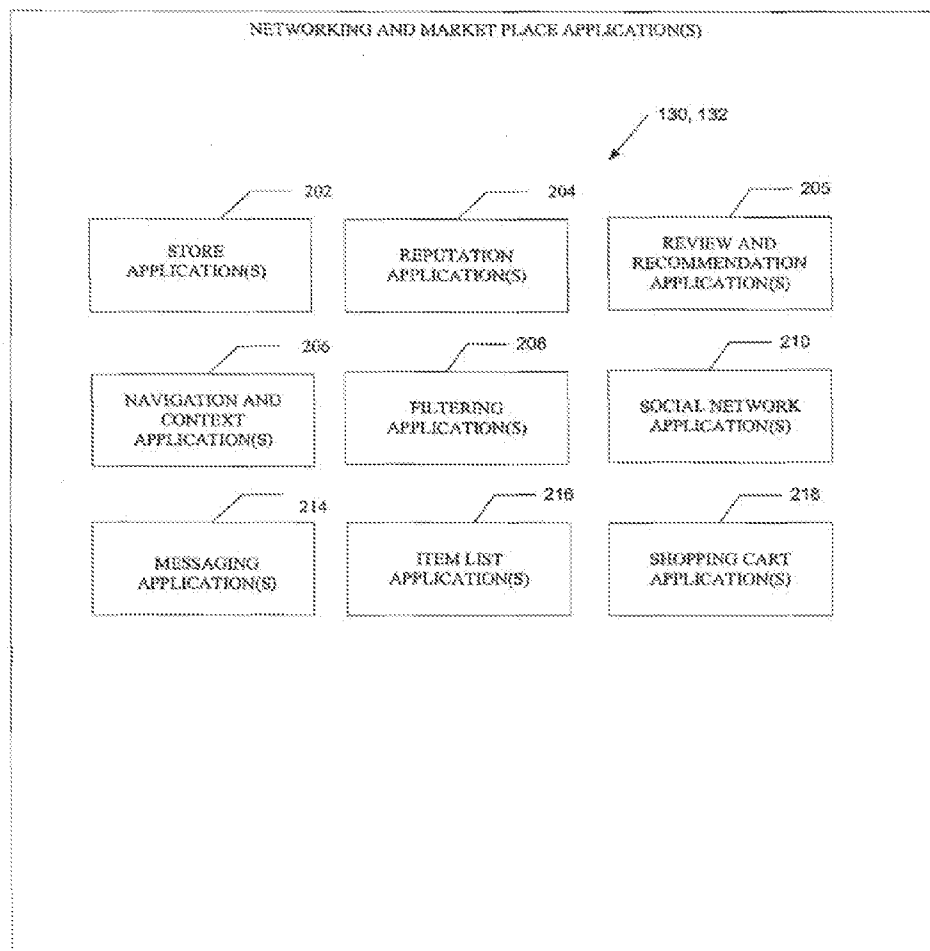 NETWORKING AND MARKET PLACE APPLICATION(S)
130, 132
202
STORE
APPLICATION(S)
204
REPUTATION
APPLICATION(S)
205
REVIEW AND
RECOMMENDATION
APPLICATION(S)
206
NAVIGATION AND
CONTEXT
APPLICATION(S)
208
FILTERING
APPLICATION(S)
210
SOCIAL NETWORK
APPLICATION(S)
214
MESSAGING
APPLICATION(S)
216
ITEM LIST
APPLICATION(S)
218
SHOPPING CART
APPLICATION(S)